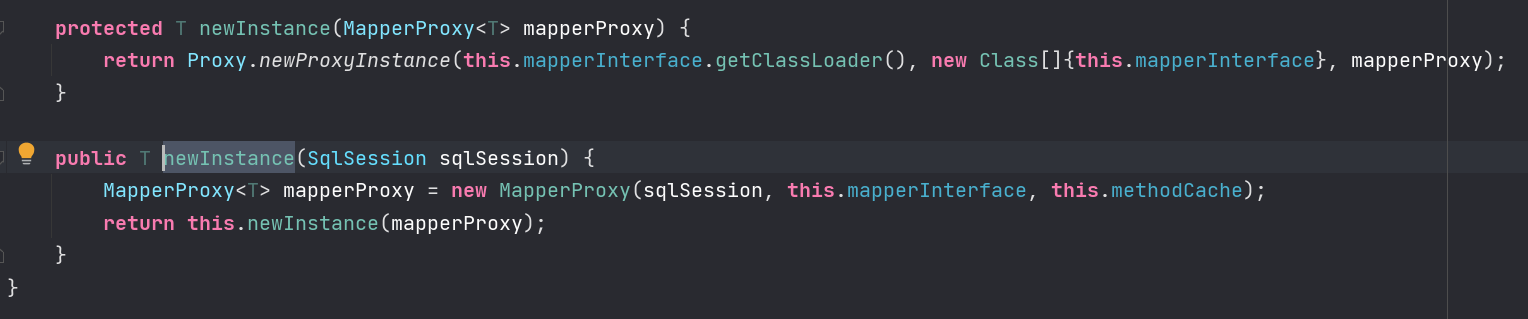 protected T newInstance(MapperProxy<T> mapperProxy) {
return Proxy.newProxyInstance(this.mapperInterface.getClassLoader(), new Class[]{this.mapperInterface}, mapperProxy);
}
public T newInstance(SqlSession sqlSession) {
MapperProxy<T> mapperProxy = new MapperProxy(sqlSession, this.mapperInterface, this.methodCache);
return this.newInstance(mapperProxy);
}
}